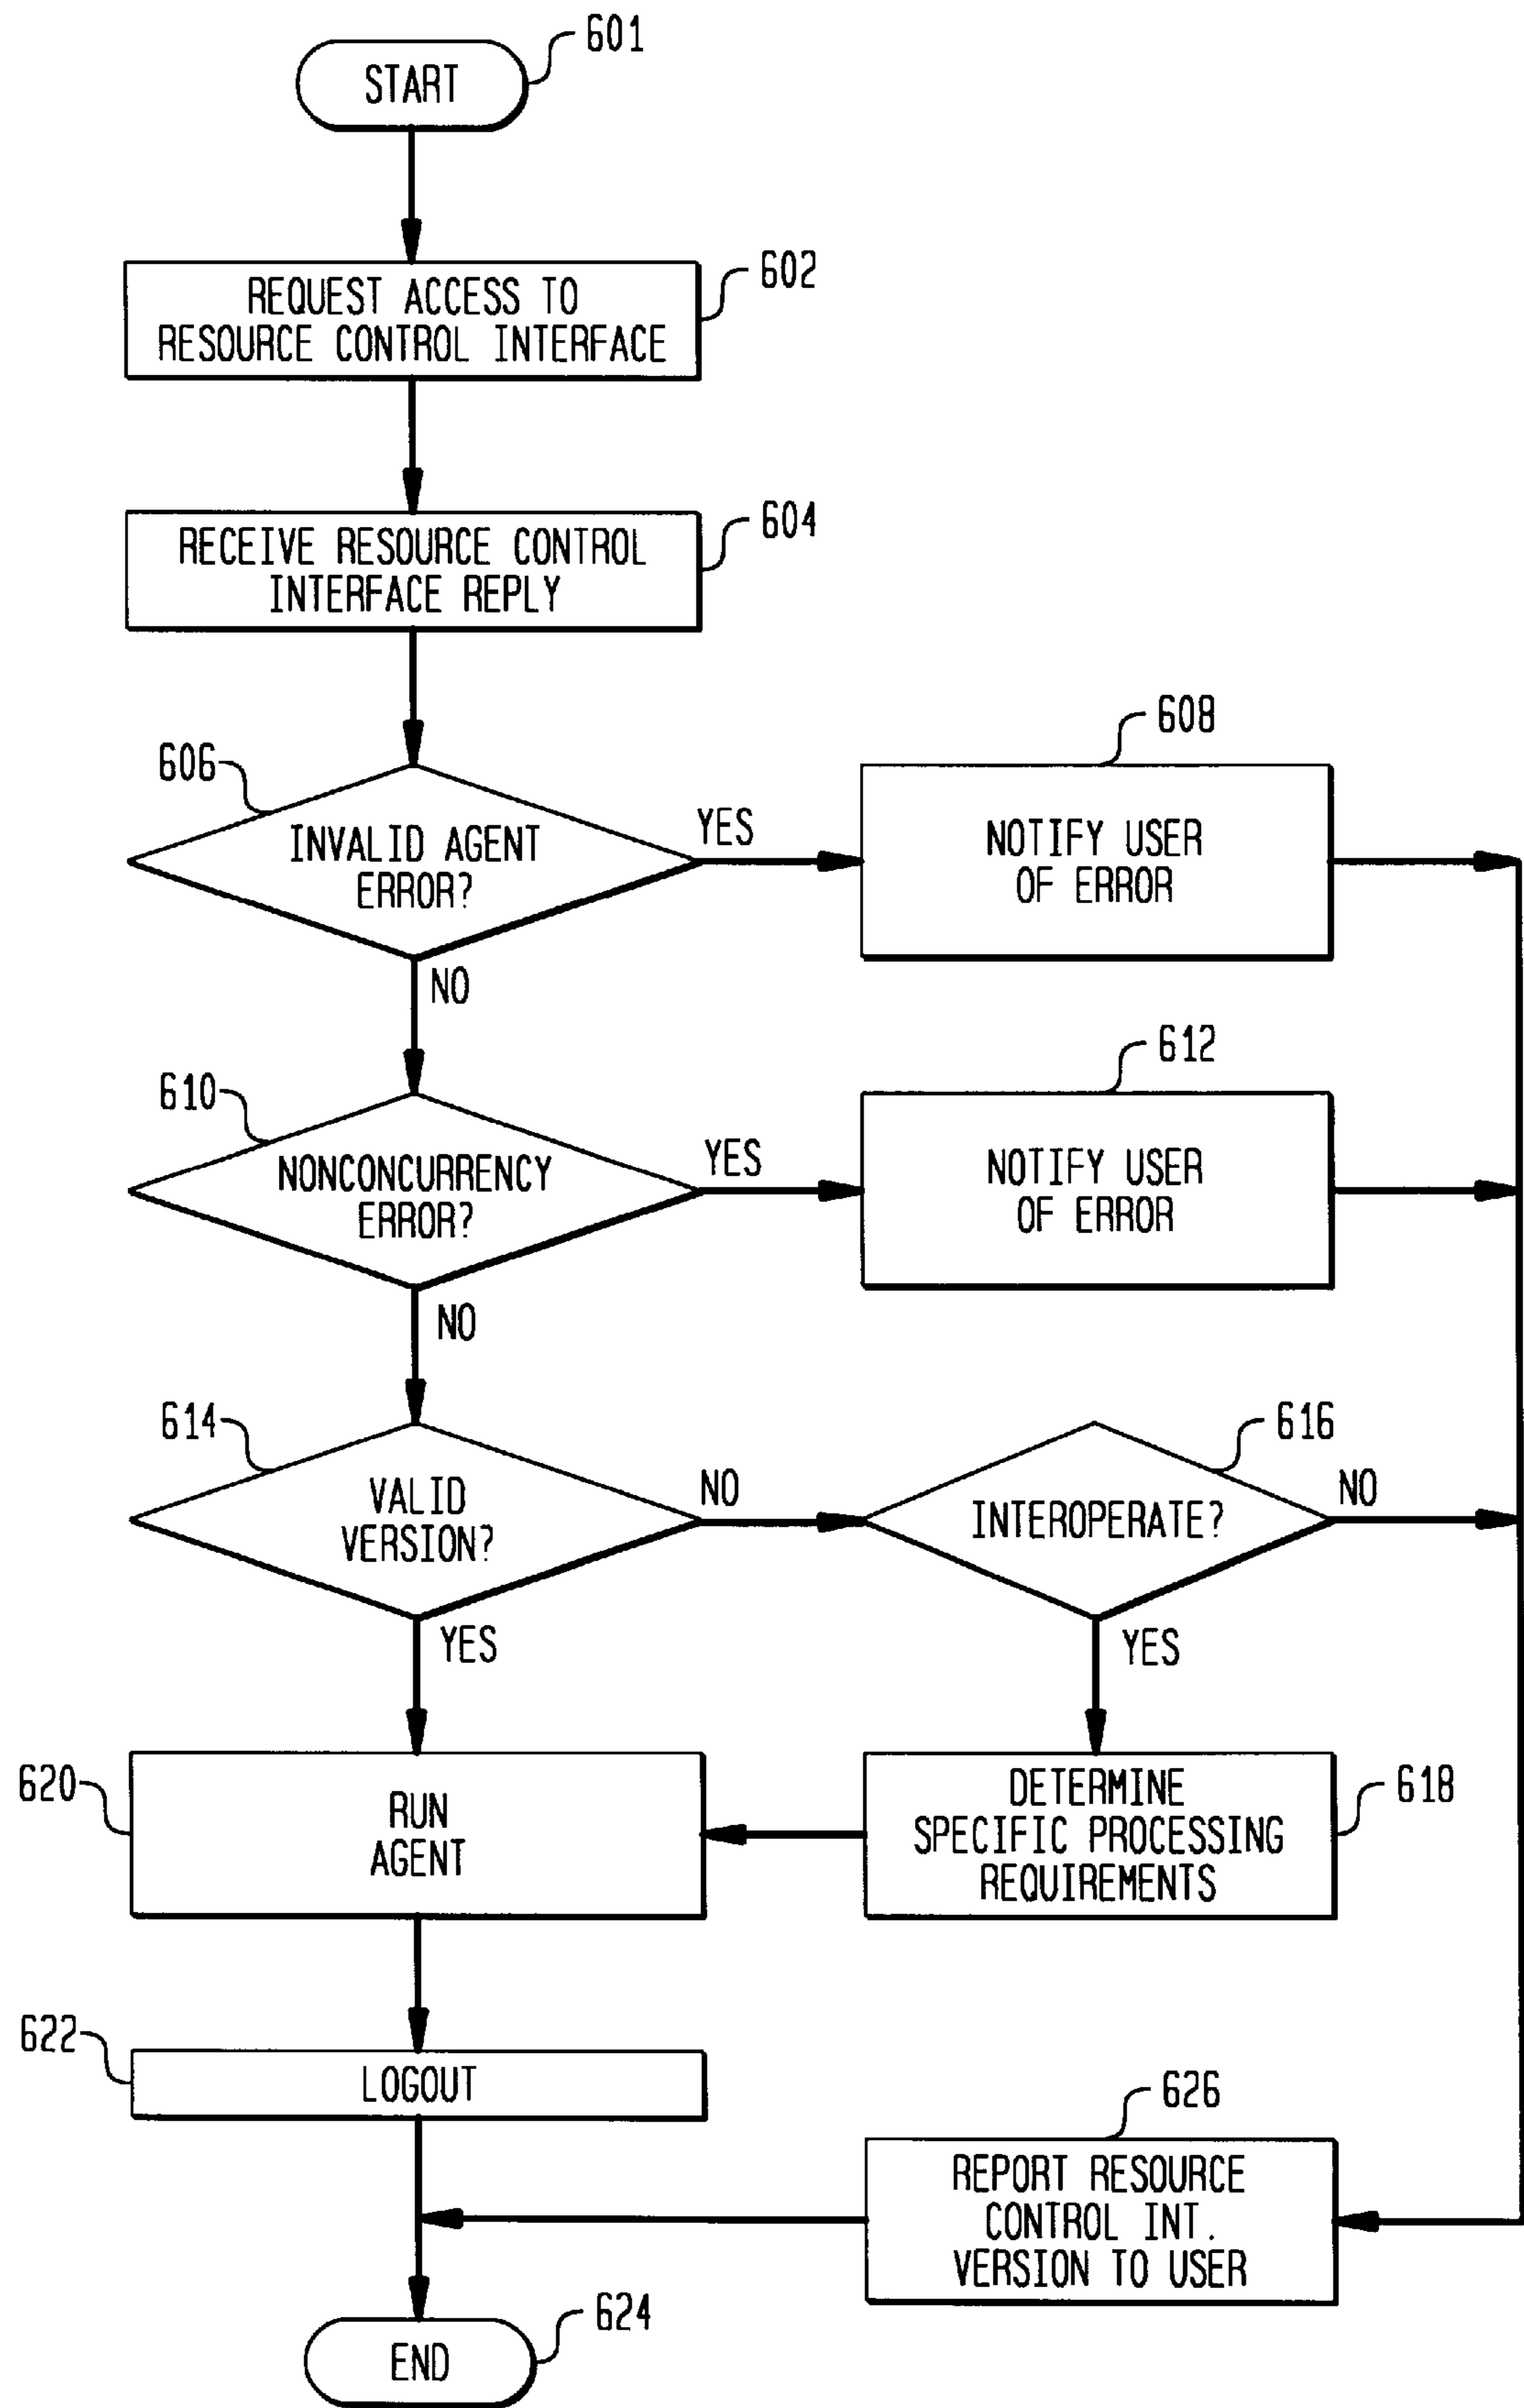 START
601
REQUEST ACCESS TO
RESOURCE CONTROL INTERFACE
602
RECEIVE RESOURCE CONTROL
INTERFACE REPLY
604
606
INVALID AGENT
ERROR?
YES
NO
608
NOTIFY USER
OF ERROR
610
NONCONCURRENCY
ERROR?
YES
NO
612
NOTIFY USER
OF ERROR
614
VALID
VERSION?
NO
YES
616
INTEROPERATE?
NO
YES
620
RUN
AGENT
DETERMINE
SPECIFIC PROCESSING
REQUIREMENTS
618
622
LOGOUT
626
REPORT RESOURCE
CONTROL INT.
VERSION TO USER
END
624